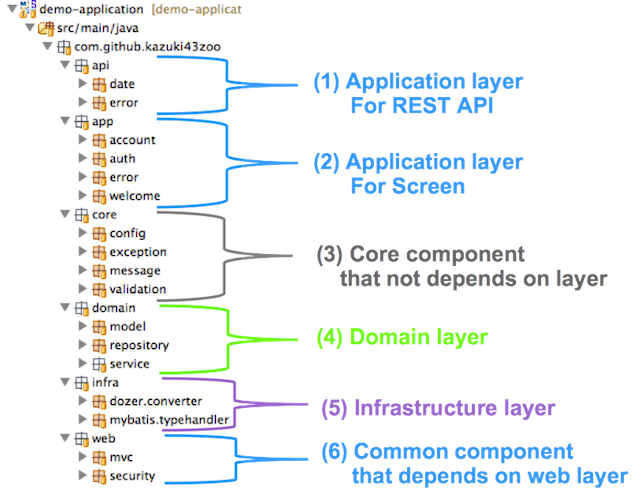 demo-application [demo-applicat
src/main/java
com.github.kazuki43zoo
api
date
error
(1) Application layer
For REST API
app
account
auth
error
welcome
(2) Application layer
For Screen
core
config
exception
message
validation
(3) Core component
that not depends on layer
domain
model
repository
service
(4) Domain layer
infra
dozer.converter
mybatis.typehandler
(5) Infrastructure layer
web
mvc
security
(6) Common component
that depends on web layer